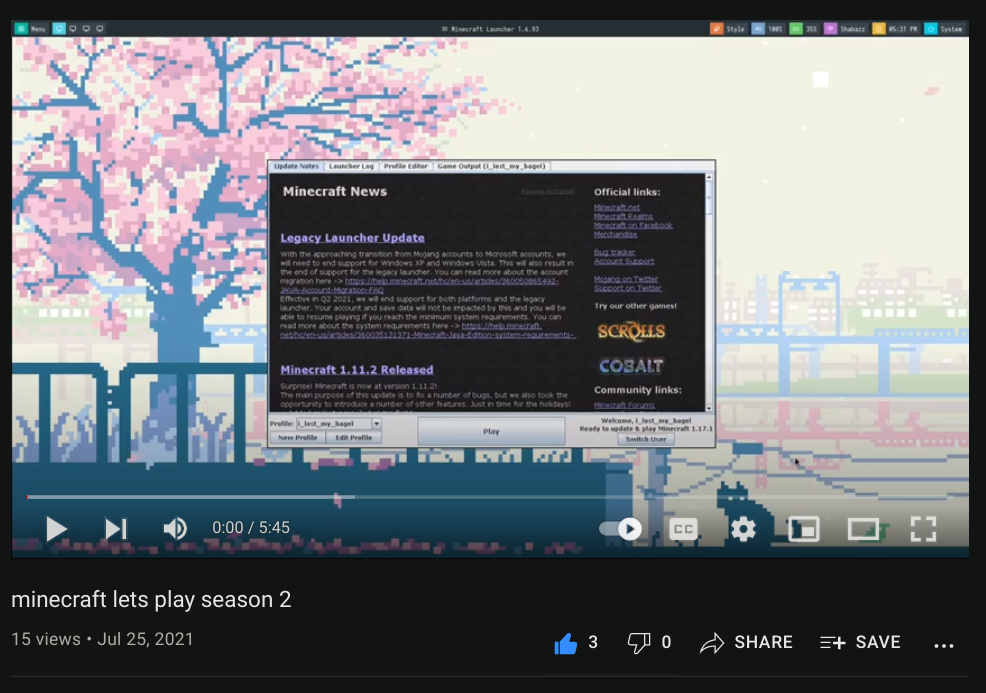 Menu
Minecraft Launcher 1.6.93
Style 100% 35% Shabazz 05:31 PM System
Update Notes Launcher Log Profile Editor Game Output (i_lost_my_bagel)
Minecraft News
Powered by Tumblr
Legacy Launcher Update
With the approaching transition from Mojang accounts to Microsoft accounts, we
will need to end support for Windows XP and Windows Vista. This will also result in
the end of support for the legacy launcher. You can read more about the account
migration here -> https://help.minecraft.net/hc/en-us/articles/360050865492-
JAVA-Account-Migration-FAQ
Effective in Q2 2021, we will end support for both platforms and the legacy
launcher. Your account and save data will not be impacted by this and you will be
able to resume playing if you reach the minimum system requirements. You can
read more about the system requirements here -> https://help.minecraft.
net/hc/en-us/articles/360035131371-Minecraft-Java-Edition-system-requirements-
Minecraft 1.11.2 Released
Surprise! Minecraft is now at version 1.11.2!
The main purpose of this update is to fix a number of bugs, but we also took the
opportunity to introduce a number of other features. Just in time for the holidays!
Official links:
Minecraft.net
Minecraft Realms
Minecraft on Facebook
Merchandise
Bug tracker
Account Support
Mojang on Twitter
Support on Twitter
Try our other games!
SCROLLS
COBALT
Community links:
Minecraft Forums
Profile: i_lost_my_bagel
New Profile Edit Profile
Play
Welcome, i_lost_my_bagel
Ready to update & play Minecraft 1.17.1
Switch User
0:00 / 5:45
CC
minecraft lets play season 2
15 views • Jul 25, 2021
3 0 SHARE SAVE